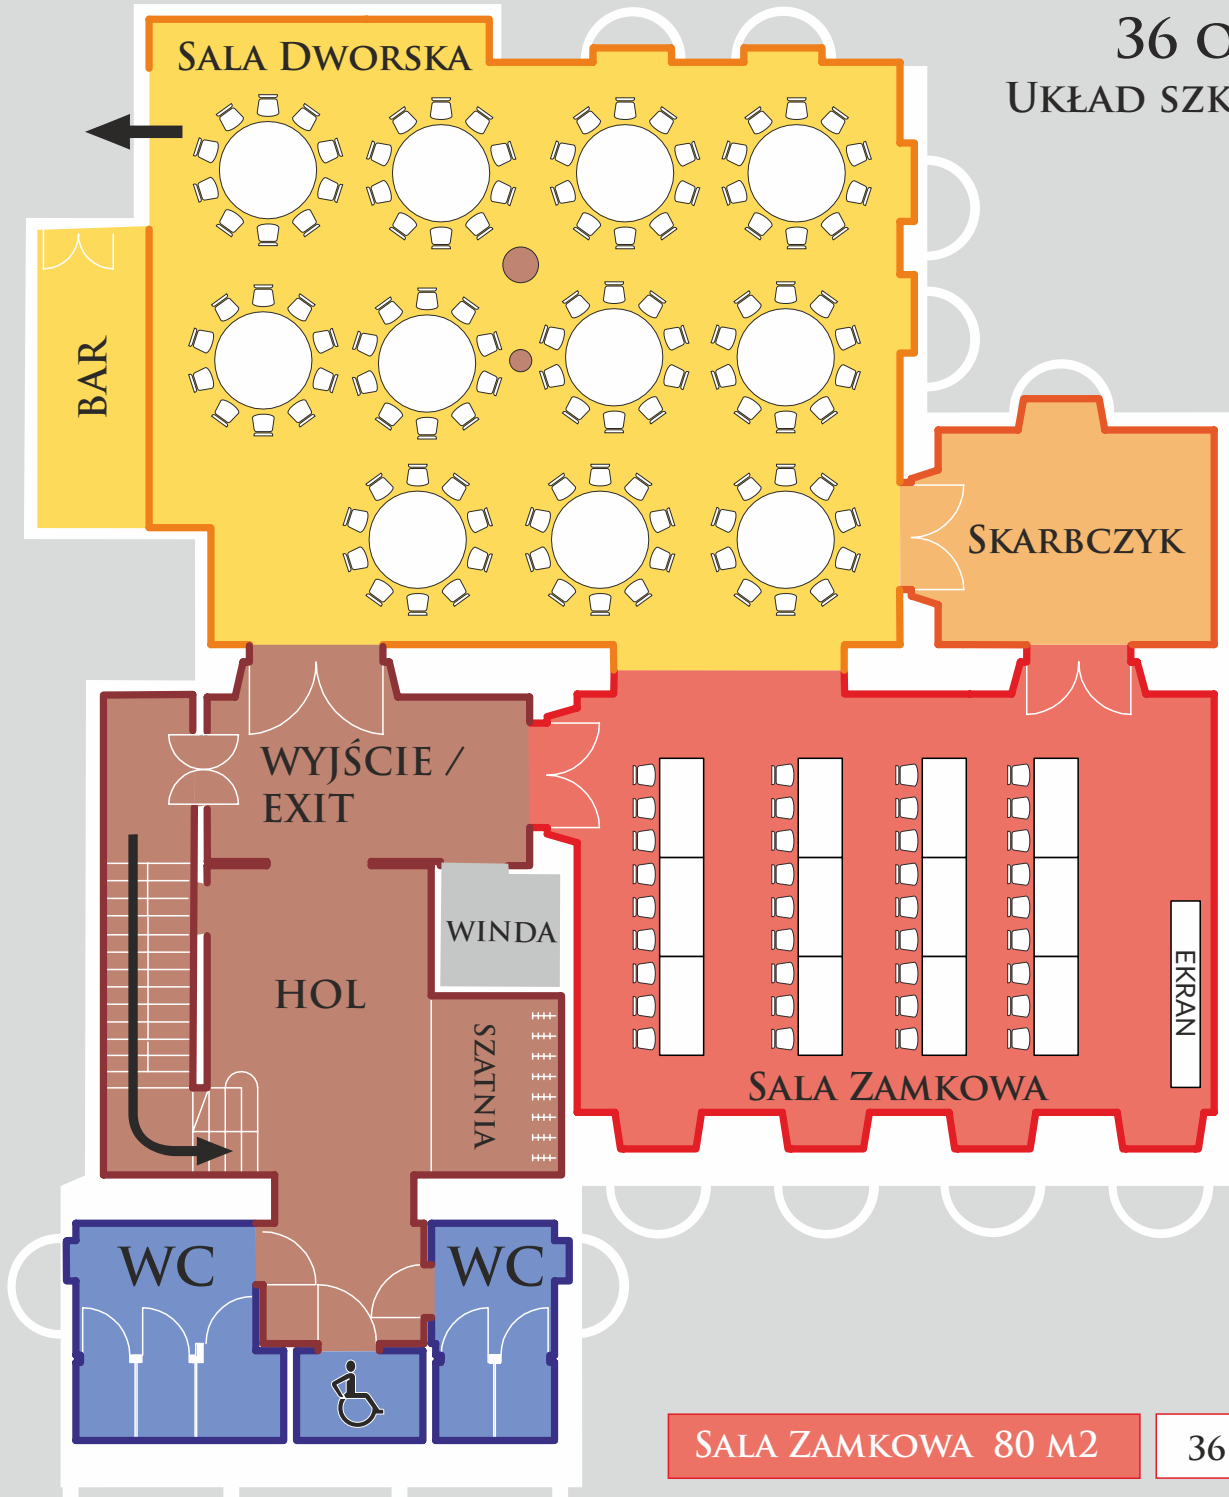 36 O
UKŁAD SZK
SALA DWORSKA
BAR
SKARBCZYK
WYJŚCIE /
EXIT
WINDA
HOL
SZATNIA
EKRAN
SALA ZAMKOWA
WC
WC
SALA ZAMKOWA 80 M2
36